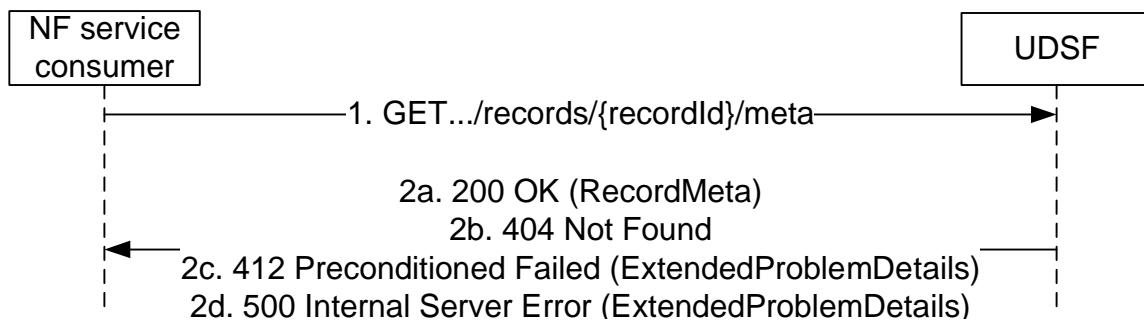 NF service
consumer
UDSF
1. GET.../records/{recordId}/meta
2a. 200 OK (RecordMeta)
2b. 404 Not Found
2c. 412 Preconditioned Failed (ExtendedProblemDetails)
2d. 500 Internal Server Error (ExtendedProblemDetails)